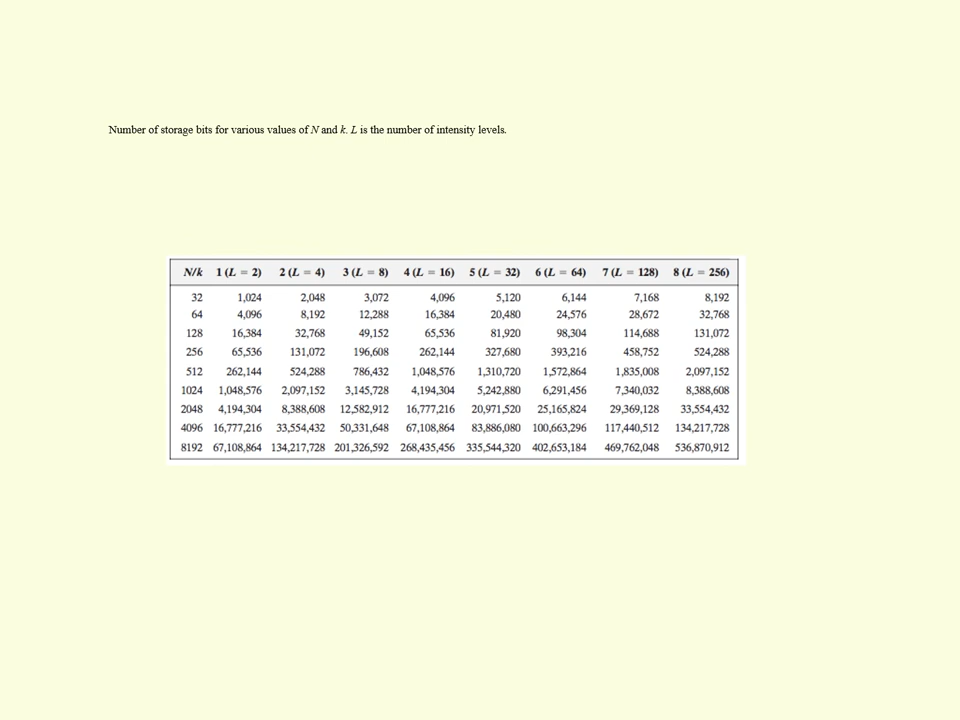 Number of storage bits for various values of N and k. L is the number of intensity levels.
N/k 1 (L = 2) 2 (L = 4) 3 (L = 8) 4 (L = 16) 5 (L = 32) 6 (L = 64) 7 (L = 128) 8 (L = 256)
32 1,024 2,048 3,072 4,096 5,120 6,144 7,168 8,192
64 4,096 8,192 12,288 16,384 20,480 24,576 28,672 32,768
128 16,384 32,768 49,152 65,536 81,920 98,304 114,688 131,072
256 65,536 131,072 196,608 262,144 327,680 393,216 458,752 524,288
512 262,144 524,288 786,432 1,048,576 1,310,720 1,572,864 1,835,008 2,097,152
1024 1,048,576 2,097,152 3,145,728 4,194,304 5,242,880 6,291,456 7,340,032 8,388,608
2048 4,194,304 8,388,608 12,582,912 16,777,216 20,971,520 25,165,824 29,369,128 33,554,432
4096 16,777,216 33,554,432 50,331,648 67,108,864 83,886,080 100,663,296 117,440,512 134,217,728
8192 67,108,864 134,217,728 201,326,592 268,435,456 335,544,320 402,653,184 469,762,048 536,870,912